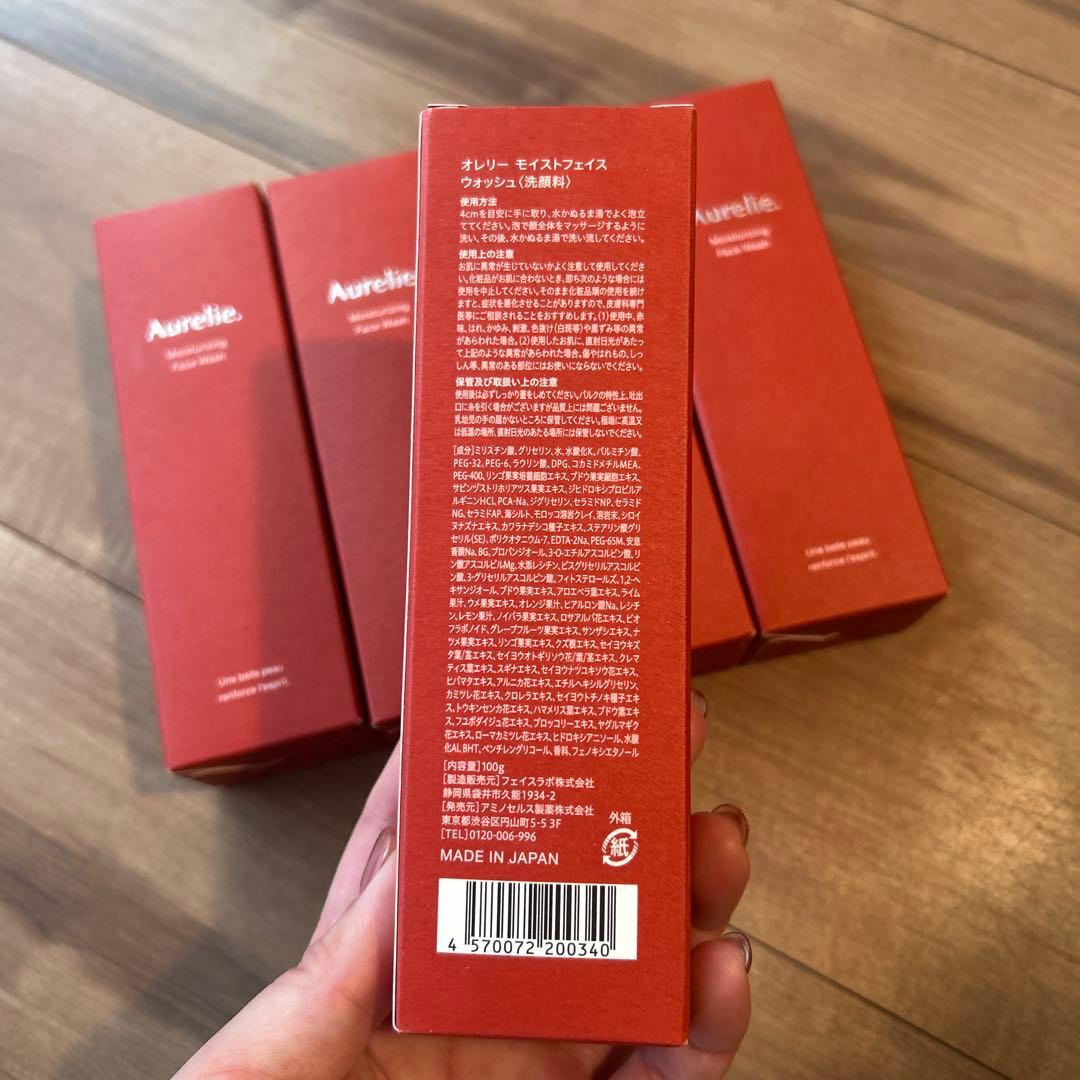 オレリー モイストフェイス
ウォッシュ〈洗顔料〉
使用方法
4cmを目安に手に取り、水かぬるま湯でよく泡立
ててください。泡で顔全体をマッサージするように
洗い、その後、水かぬるま湯で洗い流してください。
使用上の注意
お肌に異常が生じていないかよく注意して使用してくださ
い。化粧品がお肌に合わないとき、即ち次のような場合には
使用を中止してください。そのまま化粧品類の使用を続け
ますと、症状を悪化させることがありますので、皮膚科専門
医等にご相談されることをおすすめします。(1)使用中、赤
味、はれ、かゆみ、刺激、色抜け(白斑等)や黒ずみ等の異常
があらわれた場合。(2)使用したお肌に、直射日光があたっ
て上記のような異常があらわれた場合。傷やはれもの、しっ
しん等、異常のある部位にはお使いにならないでください。
保管及び取扱い上の注意
使用後は必ずしっかり蓋をしめてください。バルクの特性上、吐出
口に糸を引く場合がございますが品質上には問題ございません。
乳幼児の手の届かないところに保管してください。極端に高温又
は低温の場所、直射日光のあたる場所には保管しないでください。
[成分]ミリスチン酸、グリセリン、水、水酸化K、パルミチン酸、
PEG-32、PEG-6、ラウリン酸、DPG、コカミドメチルMEA、
PEG-400、リンゴ果実培養細胞エキス、ブドウ果実細胞エキス、
サピンヅストリホリアツス果実エキス、ジヒドロキシプロピルア
ルギニンHCl、PCA-Na、ジグリセリン、セラミドNP、セラミド
NG、セラミドAP、海シルト、モロッコ溶岩クレイ、溶岩末、シロイ
ヌナズナエキス、カワラナデシコ種子エキス、ステアリン酸グリ
セリル(SE)、ポリクオタニウム-7、EDTA-2Na、PEG-65M、安息
香酸Na、BG、プロパンジオール、3-O-エチルアスコルビン酸、リ
ン酸アスコルビルMg、水添レシチン、ビスグリセリルアスコルビ
ン酸、3-グリセリルアスコルビン酸、フィトステロールズ、1,2-ヘ
キサンジオール、ブドウ果実エキス、アロエベラ葉エキス、ライム
果汁、ウメ果実エキス、オレンジ果汁、ヒアルロン酸Na、レシチ
ン、レモン果汁、ノイバラ果実エキス、ロサアルバ花エキス、ビオ
フラボノイド、グレープフルーツ果実エキス、サンザシエキス、ナ
ツメ果実エキス、リンゴ果実エキス、クズ根エキス、セイヨウキズ
タ葉/茎エキス、セイヨウオトギリソウ花/葉/茎エキス、クレマ
ティス葉エキス、スギナエキス、セイヨウナツユキソウ花エキス、
ヒバマタエキス、アルニカ花エキス、エチルヘキシルグリセリン、
カミツレ花エキス、クロレラエキス、セイヨウトチノキ種子エキ
ス、トウキンセンカ花エキス、ハマメリス葉エキス、ブドウ葉エキ
ス、フユボダイジュ花エキス、ブロッコリーエキス、ヤグルマギク
花エキス、ローマカミツレ花エキス、ヒドロキシアニソール、水酸
化Al、BHT、ペンチレングリコール、香料、フェノキシエタノール
[内容量]100g
[製造販売元]フェイスラボ株式会社
静岡県袋井市久能1934-2
[発売元]アミノセルス製薬株式会社
東京都渋谷区円山町5-5 3F
[TEL]0120-006-996
外箱
紙
MADE IN JAPAN
4 570072 200340
Aurelie.
Moisturizing
Face Wash
Une belle peau
renforce l'esprit.
Aurelie.
Moisturizing
Face Wash
Aurelie.
Moisturizing
Face Wash
Une belle peau
renforce l'esprit.